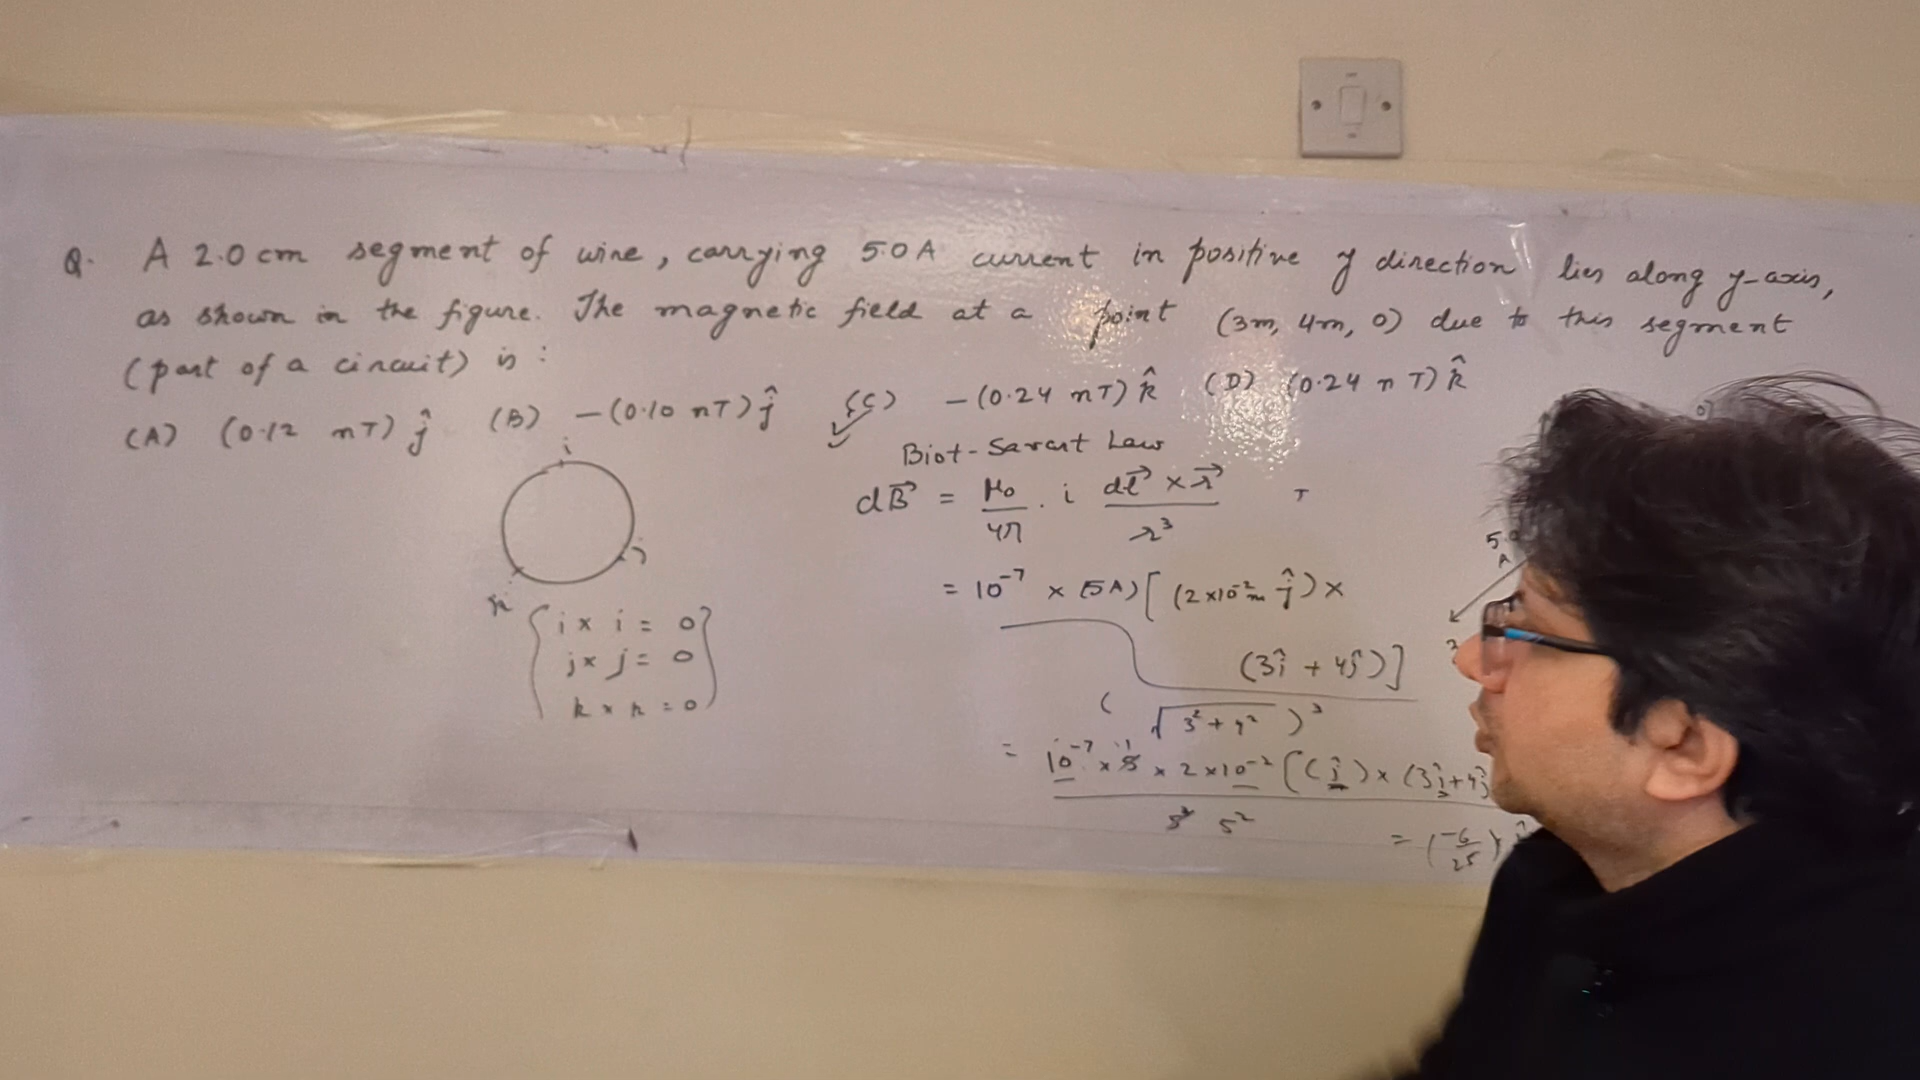 Q. A 2.0 cm segment of wire, carrying 5.0 A current in positive y direction lies along y-axis,
as shown in the figure. The magnetic field at a point (3m, 4m, 0) due to this segment
(part of a circuit) is :
(A) (0.12 nT) ĵ (B) -(0.10 nT) ĵ (C) -(0.24 nT) k̂ (D) (0.24 nT) k̂
Biot-Savart Law
dB⃗ = μ₀/4π . i dl⃗ × r⃗ / r³
= 10⁻⁷ × (5A) [ (2×10⁻² m ĵ) ×
(3î + 4ĵ) ]
( √3² + 4² )³
= 10⁻⁷ × 5 × 2 × 10⁻² [ (ĵ) × (3î + 4ĵ
5³ 5²
= (-6/25) ×
i
j
k
i × i = 0
j × j = 0
k × k = 0
5.0
A